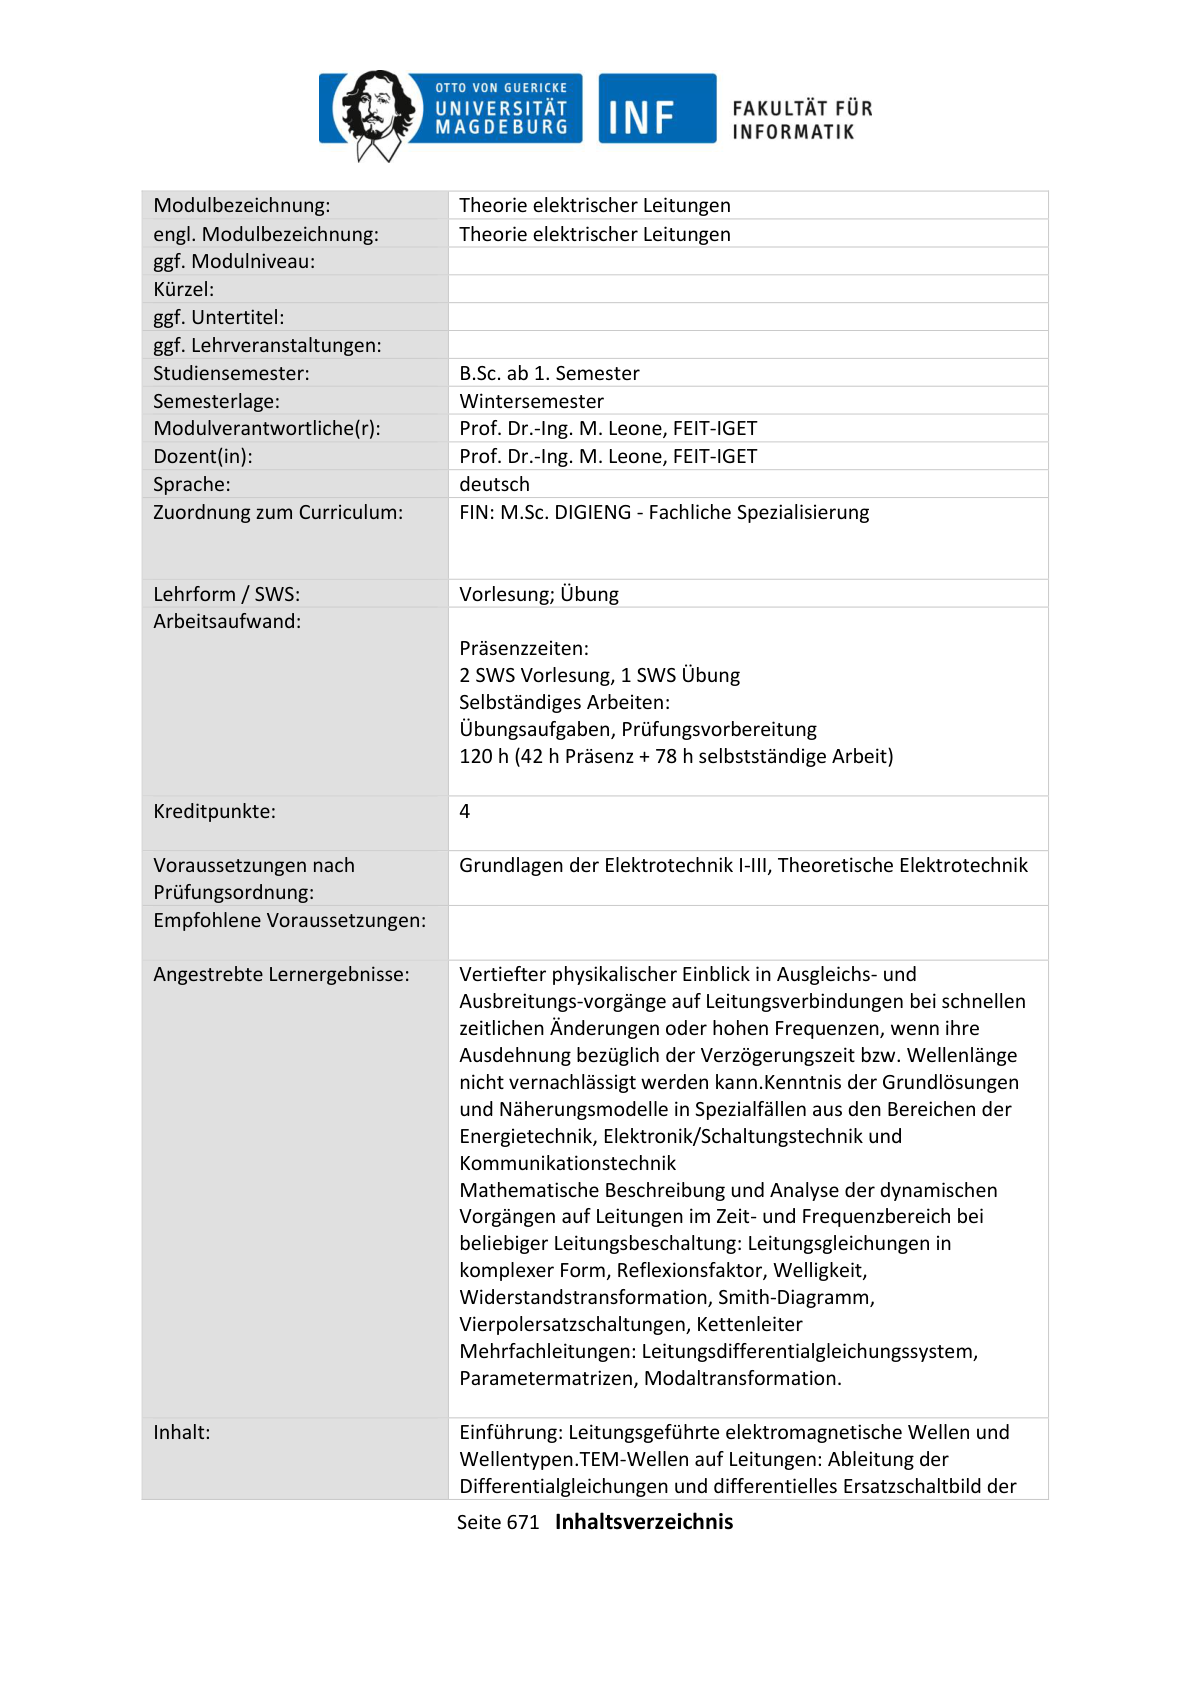 OTTO VON GUERICKE
UNIVERSITÄT
MAGDEBURG
INF
FAKULTÄT FÜR
INFORMATIK
Modulbezeichnung: Theorie elektrischer Leitungen
engl. Modulbezeichnung: Theorie elektrischer Leitungen
ggf. Modulniveau:
Kürzel:
ggf. Untertitel:
ggf. Lehrveranstaltungen:
Studiensemester: B.Sc. ab 1. Semester
Semesterlage: Wintersemester
Modulverantwortliche(r): Prof. Dr.-Ing. M. Leone, FEIT-IGET
Dozent(in): Prof. Dr.-Ing. M. Leone, FEIT-IGET
Sprache: deutsch
Zuordnung zum Curriculum: FIN: M.Sc. DIGIENG - Fachliche Spezialisierung
Lehrform / SWS: Vorlesung; Übung
Arbeitsaufwand:
Präsenzzeiten:
2 SWS Vorlesung, 1 SWS Übung
Selbständiges Arbeiten:
Übungsaufgaben, Prüfungsvorbereitung
120 h (42 h Präsenz + 78 h selbstständige Arbeit)
Kreditpunkte: 4
Voraussetzungen nach Prüfungsordnung: Grundlagen der Elektrotechnik I-III, Theoretische Elektrotechnik
Empfohlene Voraussetzungen:
Angestrebte Lernergebnisse: Vertiefter physikalischer Einblick in Ausgleichs- und
Ausbreitungs-vorgänge auf Leitungsverbindungen bei schnellen
zeitlichen Änderungen oder hohen Frequenzen, wenn ihre
Ausdehnung bezüglich der Verzögerungszeit bzw. Wellenlänge
nicht vernachlässigt werden kann.Kenntnis der Grundlösungen
und Näherungsmodelle in Spezialfällen aus den Bereichen der
Energietechnik, Elektronik/Schaltungstechnik und
Kommunikationstechnik
Mathematische Beschreibung und Analyse der dynamischen
Vorgängen auf Leitungen im Zeit- und Frequenzbereich bei
beliebiger Leitungsbeschaltung: Leitungsgleichungen in
komplexer Form, Reflexionsfaktor, Welligkeit,
Widerstandstransformation, Smith-Diagramm,
Vierpolersatzschaltungen, Kettenleiter
Mehrfachleitungen: Leitungsdifferentialgleichungssystem,
Parametermatrizen, Modaltransformation.
Inhalt: Einführung: Leitungsgeführte elektromagnetische Wellen und
Wellentypen.TEM-Wellen auf Leitungen: Ableitung der
Differentialgleichungen und differentielles Ersatzschaltbild der
Seite 671 Inhaltsverzeichnis